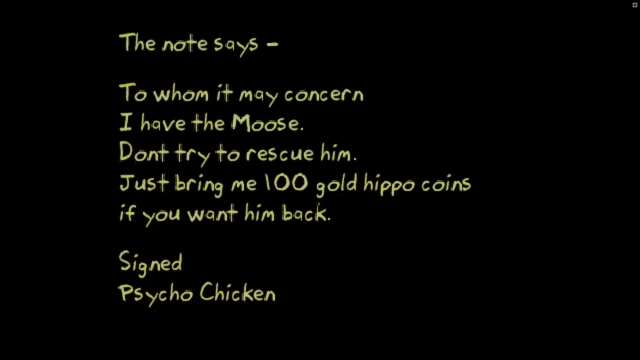 The note says -
To whom it may concern
I have the Moose.
Dont try to rescue him.
Just bring me 100 gold hippo coins
if you want him back.
Signed
Psycho Chicken